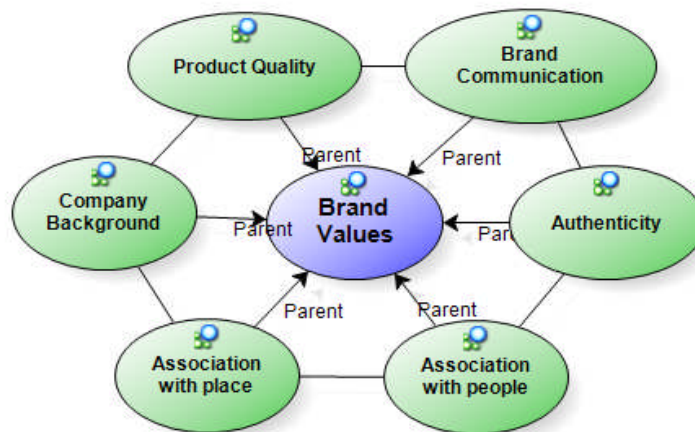 Product Quality
Brand
Communication
Parent
Parent
Company
Background
Brand
Values
Authenticity
Parent
Parent
Parent
Association
with place
Association
with people